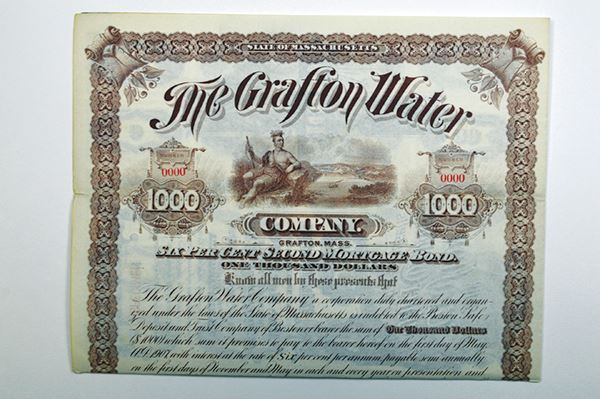 STATE OF MASSACHUSETTS
The Grafton Water
NUMBER
0000
1000
NUMBER
0000
1000
COMPANY.
GRAFTON, MASS.
SIX PER CENT SECOND MORTGAGE BOND.
ONE THOUSAND DOLLARS
Know all men by these presents that
The Grafton Water Company a corporation duly chartered and organ-
ized under the laws of the State of Massachusetts is indebted to the Boston Safe
Deposit and Trust Company of Boston or bearer the sum of One Thousand Dollars
($1000) which sum it promises to pay to the bearer hereof on the first day of May
A.D. 1907, with interest at the rate of Six per cent per annum, payable semi-annually
on the first days of November and May in each and every year on presentation and